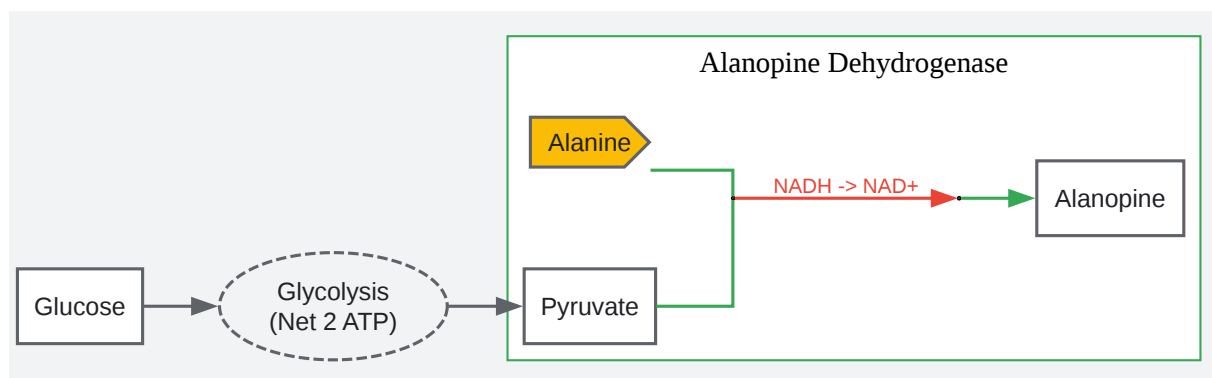 Alanopine Dehydrogenase
Alanine
NADH -> NAD+
Alanopine
Glucose
Glycolysis
(Net 2 ATP)
Pyruvate